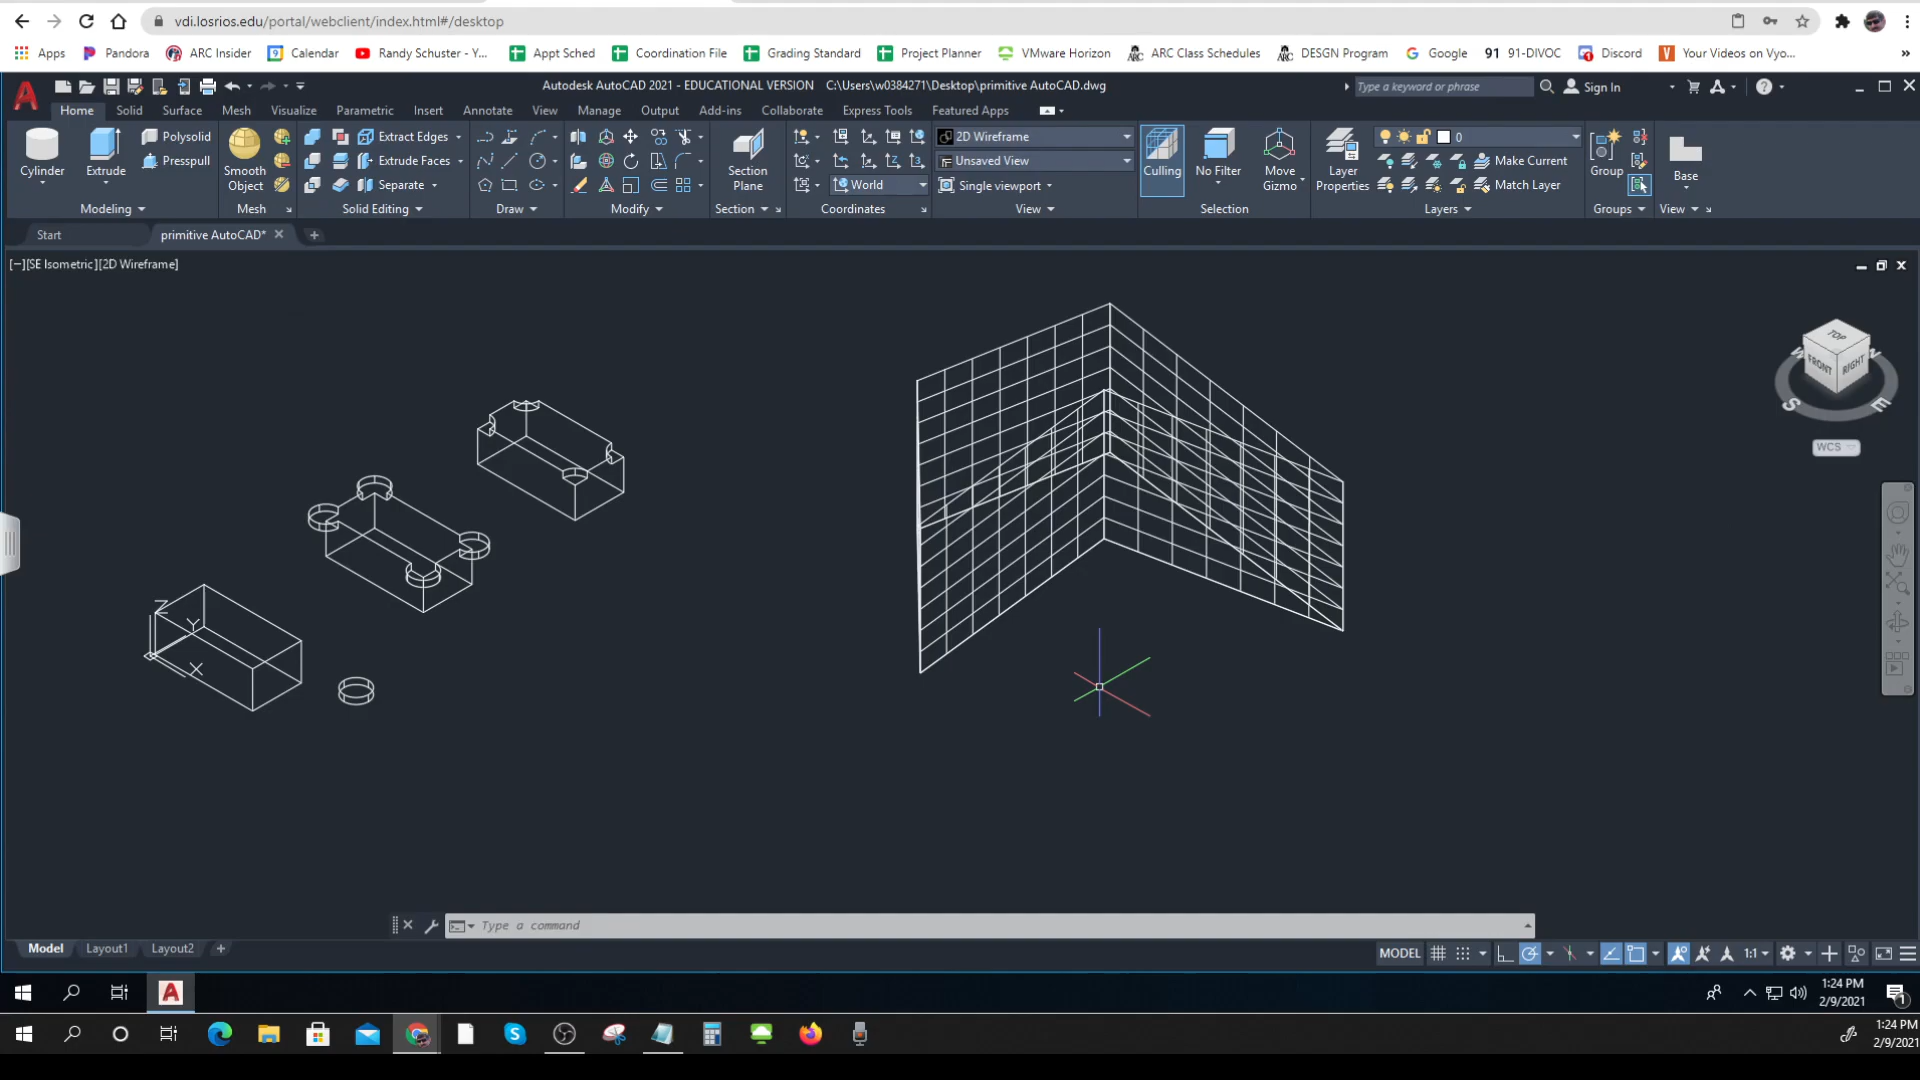 vdi.losrios.edu/portal/webclient/index.html#/desktop
Apps Pandora ARC Insider Calendar Randy Schuster - Y... Appt Sched Coordination File Grading Standard Project Planner VMware Horizon ARC Class Schedules DESGN Program Google 91 91-DIVOC Discord Your Videos on Vyo... »
Autodesk AutoCAD 2021 - EDUCATIONAL VERSION C:\Users\w0384271\Desktop\primitive AutoCAD.dwg Type a keyword or phrase Sign In
Home Solid Surface Mesh Visualize Parametric Insert Annotate View Manage Output Add-ins Collaborate Express Tools Featured Apps
Polysolid Extract Edges 2D Wireframe 0
Presspull Extrude Faces Unsaved View Make Current
Cylinder Extrude Smooth Object Separate Section Plane World Single viewport Culling No Filter Move Gizmo Layer Properties Match Layer Group Base
Modeling Mesh Solid Editing Draw Modify Section Coordinates View Selection Layers Groups View
Start primitive AutoCAD*
[−][SE Isometric][2D Wireframe]
TOP
FRONT RIGHT
W N
S E
WCS
Z
Y
X
Type a command
Model Layout1 Layout2 +
MODEL 1:1
1:24 PM
2/9/2021
1
1:24 PM
2/9/2021